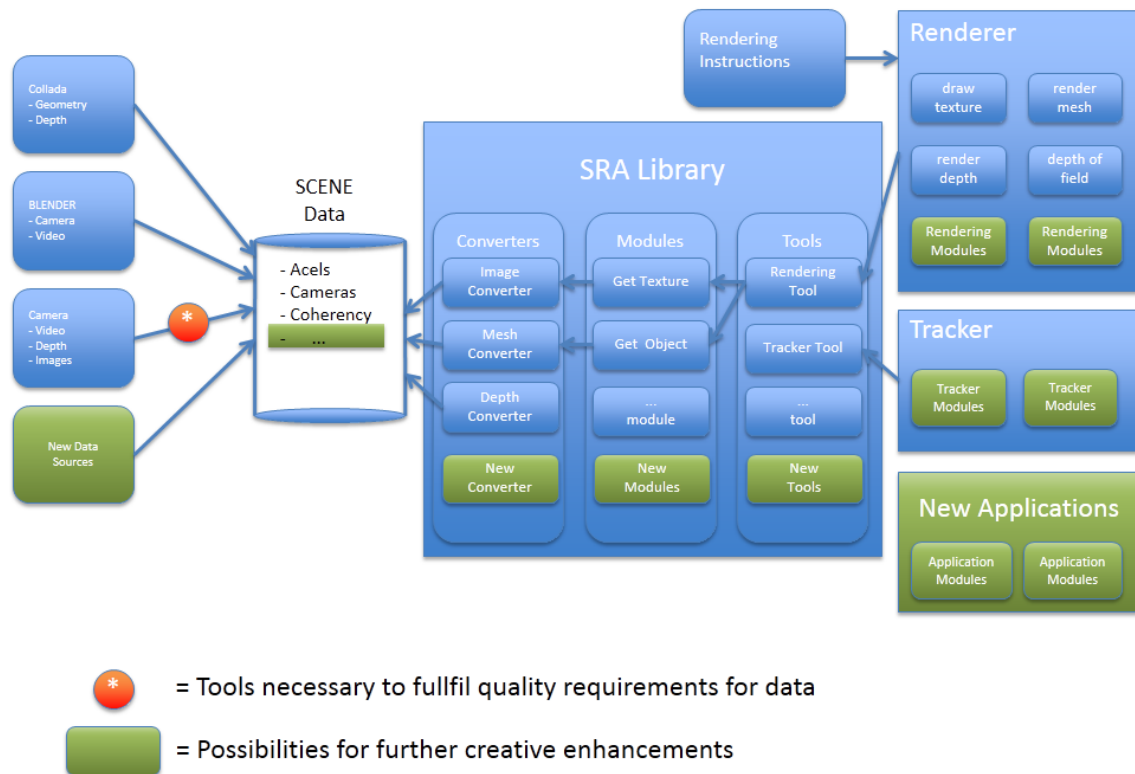 Collada
- Geometry
- Depth
BLENDER
- Camera
- Video
Camera
- Video
- Depth
- Images
*
New Data
Sources
SCENE
Data
- Acels
- Cameras
- Coherency
- ...
SRA Library
Converters
Image
Converter
Mesh
Converter
Depth
Converter
New
Converter
Modules
Get Texture
Get Object
...
module
New
Modules
Tools
Rendering
Tool
Tracker Tool
...
tool
New
Tools
Rendering
Instructions
Renderer
draw
texture
render
mesh
render
depth
depth of
field
Rendering
Modules
Rendering
Modules
Tracker
Tracker
Modules
Tracker
Modules
New Applications
Application
Modules
Application
Modules
* = Tools necessary to fullfil quality requirements for data
= Possibilities for further creative enhancements